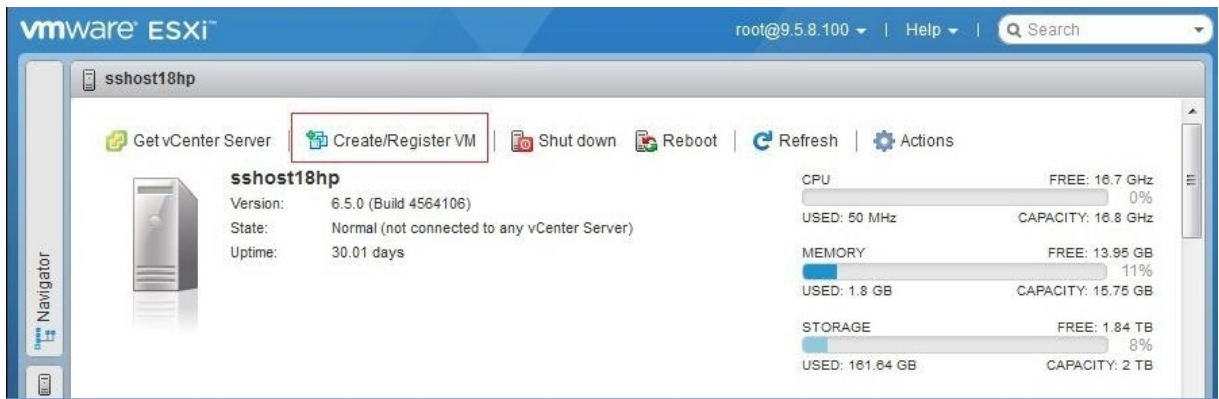 vmware ESXi™
root@9.5.8.100 | Help | Search
sshost18hp
Get vCenter Server | Create/Register VM | Shut down Reboot | Refresh | Actions
sshost18hp
Version: 6.5.0 (Build 4564106)
State: Normal (not connected to any vCenter Server)
Uptime: 30.01 days
CPU FREE: 16.7 GHz
0%
USED: 50 MHz CAPACITY: 16.8 GHz
MEMORY FREE: 13.95 GB
11%
USED: 1.8 GB CAPACITY: 15.75 GB
STORAGE FREE: 1.84 TB
8%
USED: 161.64 GB CAPACITY: 2 TB
Navigator